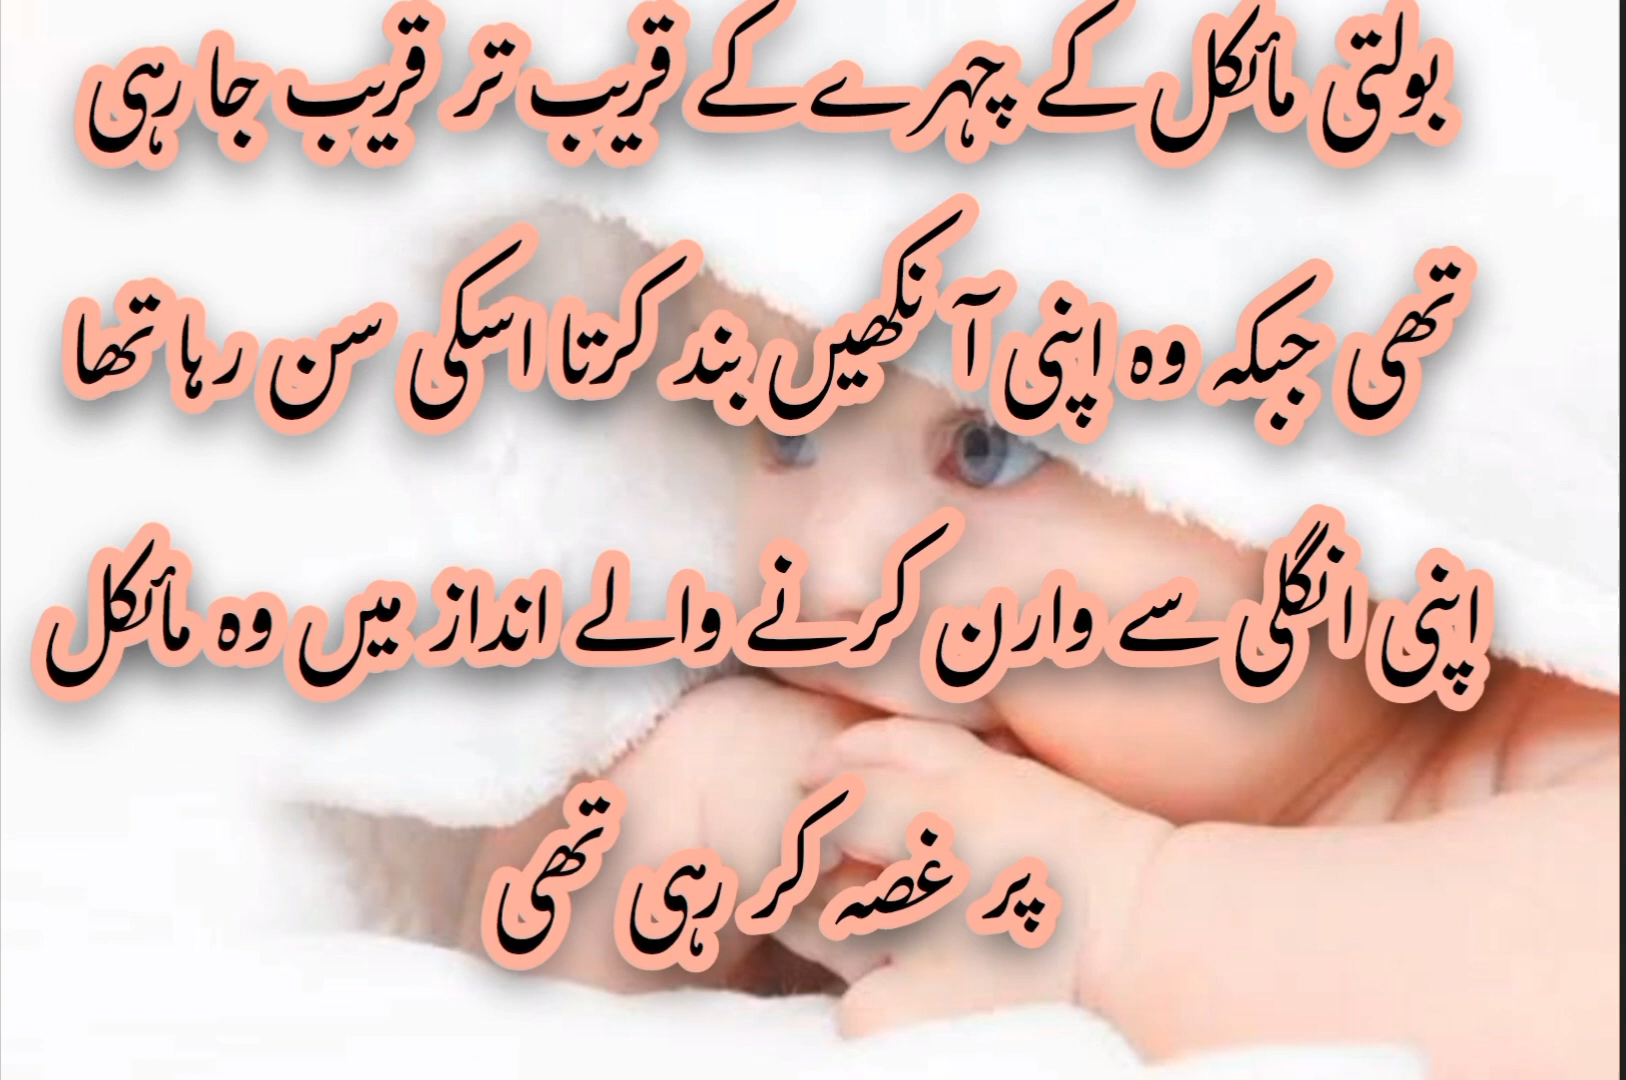 بولتی مائکل کے چہرے کے قریب تر قریب جا رہی
تھی جبکہ وہ اپنی آنکھیں بند کرتا اسکی سن رہا تھا
اپنی انگلی سے وارن کرنے والے انداز میں وہ مائکل
پر غصہ کر رہی تھی